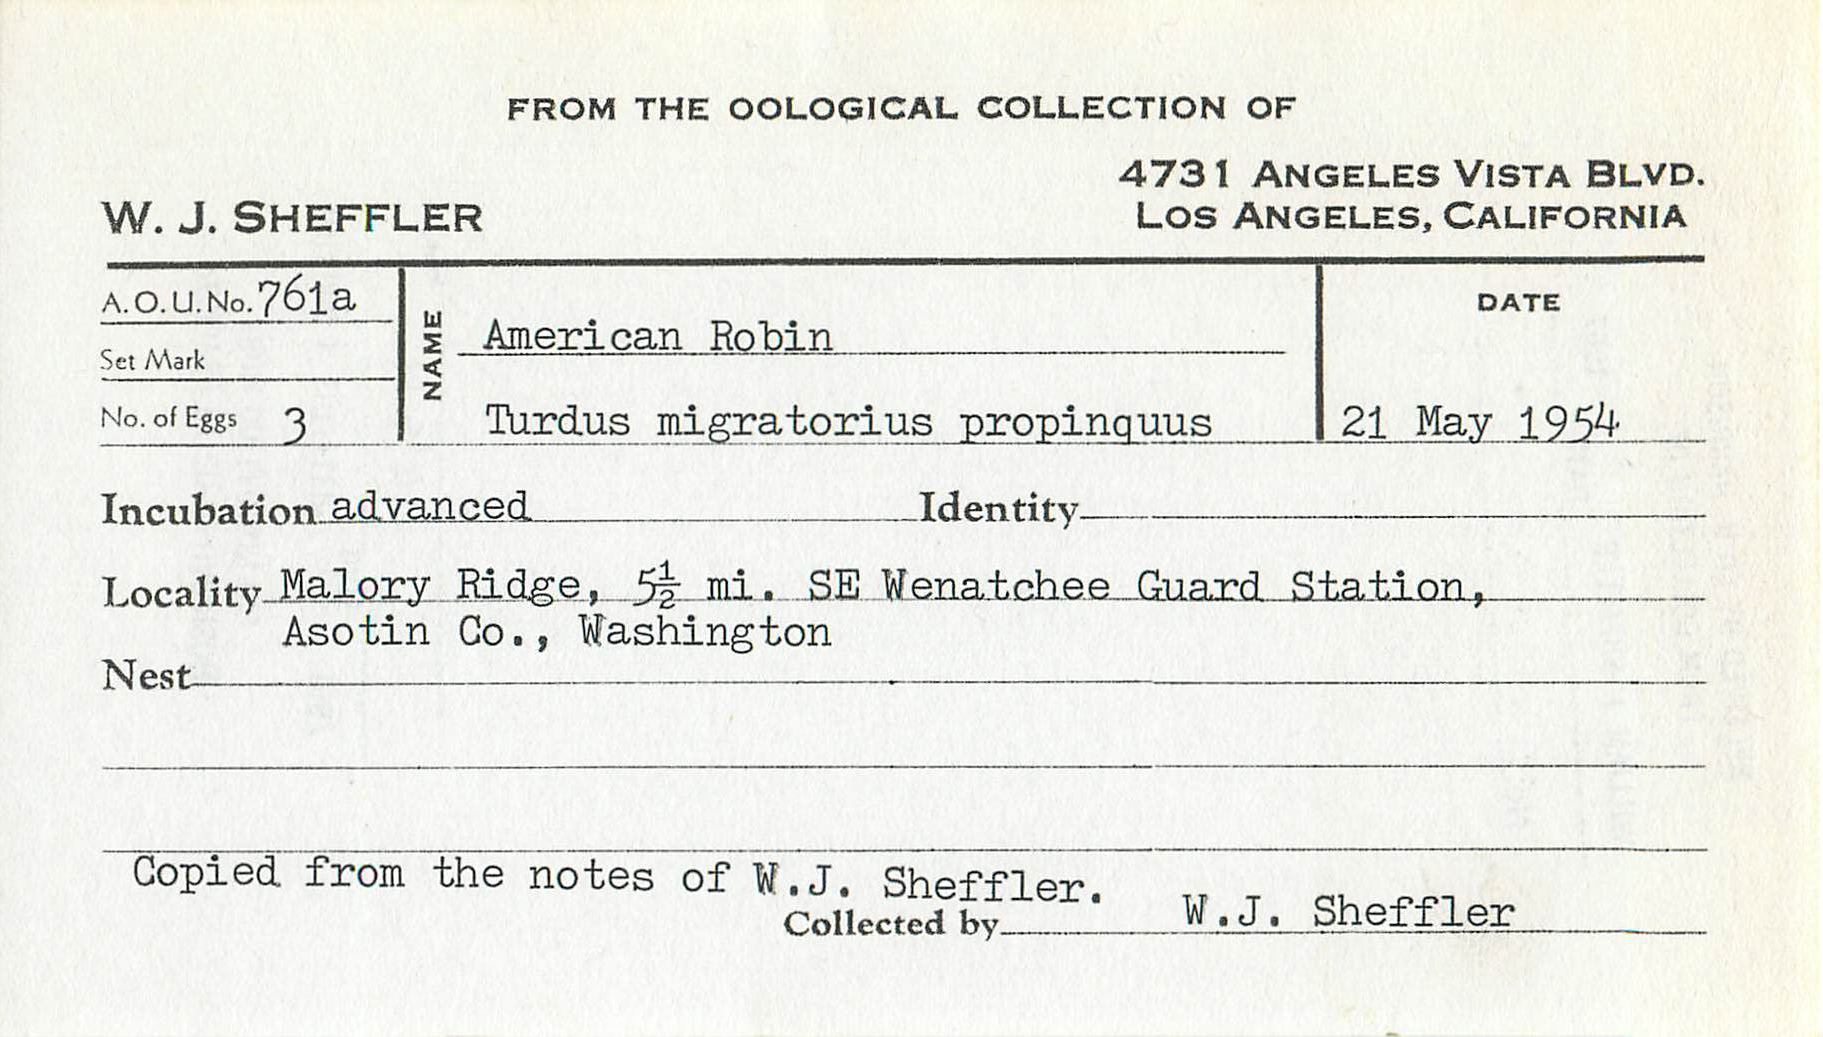 FROM THE OOLOGICAL COLLECTION OF
4731 ANGELES VISTA BLVD.
W. J. SHEFFLER
LOS ANGELES, CALIFORNIA
A.O.U. No. 761a
NAME
American Robin
DATE
Set Mark
No. of Eggs 3
Turdus migratorius propinquus
21 May 1954
Incubation advanced
Identity
Locality Malory Ridge, 5½ mi. SE Wenatchee Guard Station,
Asotin Co., Washington
Nest
Copied from the notes of W.J. Sheffler.
Collected by W.J. Sheffler